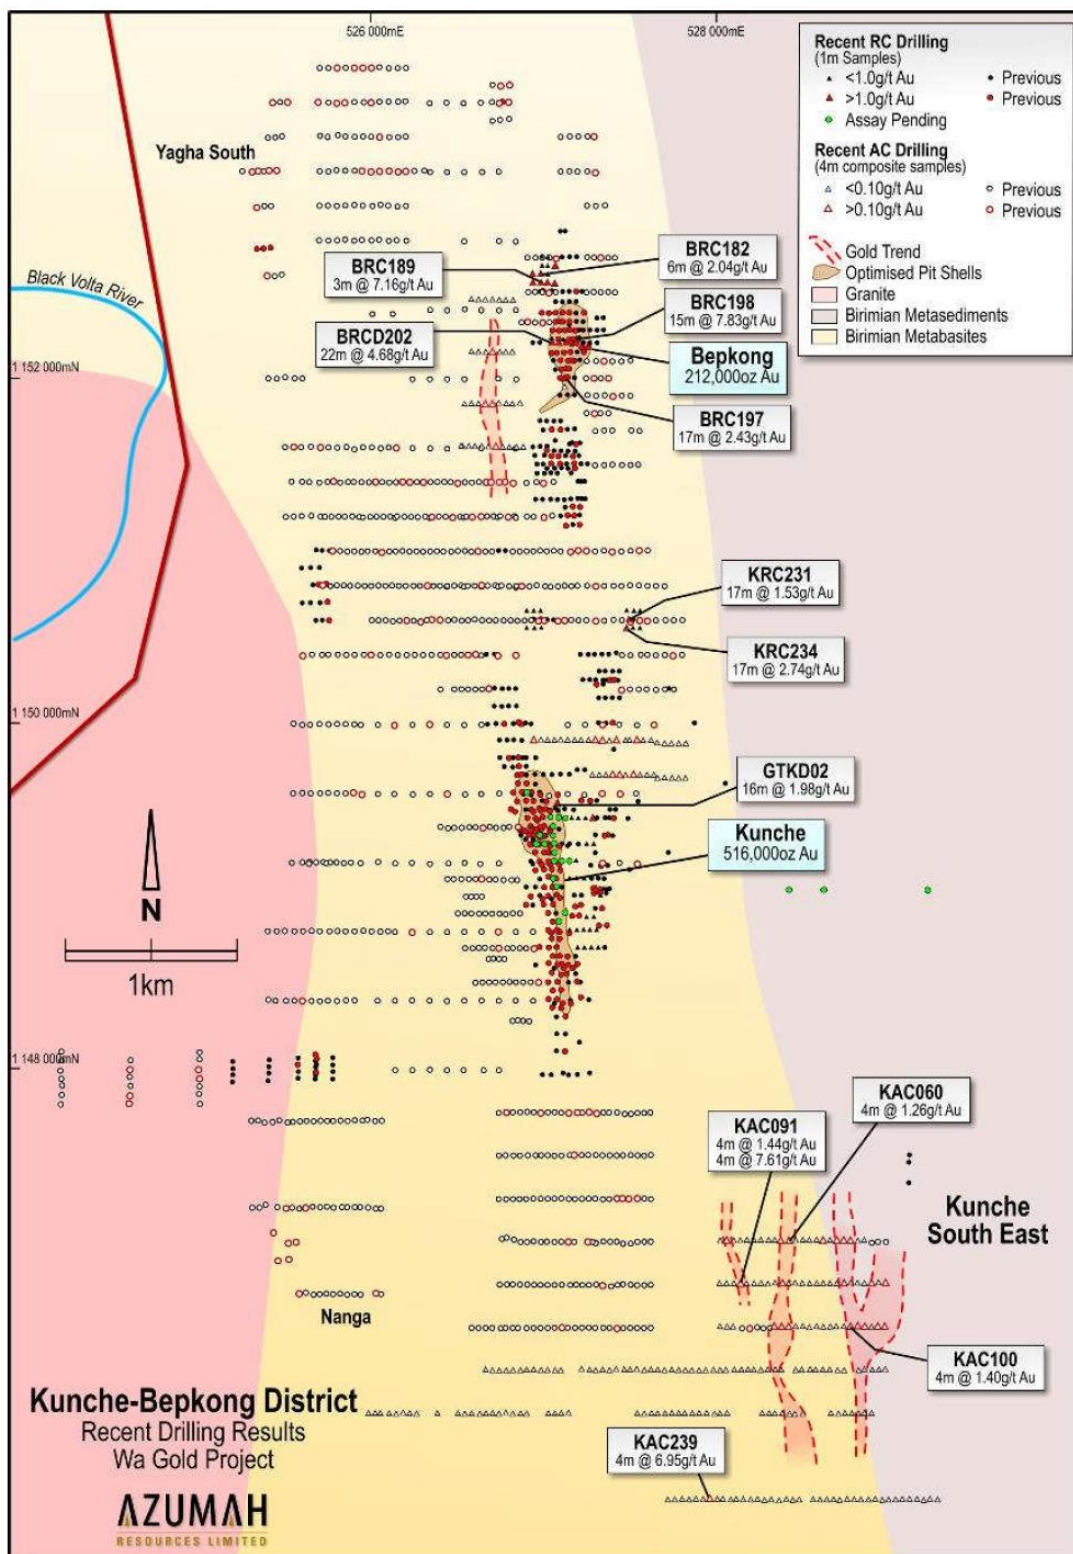 526 000mE
528 000mE
Recent RC Drilling
(1m Samples)
<1.0g/t Au
Previous
>1.0g/t Au
Previous
Assay Pending
Recent AC Drilling
(4m composite samples)
<0.10g/t Au
Previous
>0.10g/t Au
Previous
Gold Trend
Optimised Pit Shells
Granite
Birimian Metasediments
Birimian Metabasites
Yagha South
Black Volta River
BRC182
6m @ 2.04g/t Au
BRC189
3m @ 7.16g/t Au
BRC198
15m @ 7.83g/t Au
BRCD202
22m @ 4.68g/t Au
Bepkong
212,000oz Au
1 152 000mN
BRC197
17m @ 2.43g/t Au
KRC231
17m @ 1.53g/t Au
KRC234
17m @ 2.74g/t Au
1 150 000mN
GTKD02
16m @ 1.98g/t Au
Kunche
516,000oz Au
N
1km
1 148 000mN
KAC060
4m @ 1.26g/t Au
KAC091
4m @ 1.44g/t Au
4m @ 7.61g/t Au
Kunche
South East
Nanga
KAC100
4m @ 1.40g/t Au
Kunche-Bepkong District
Recent Drilling Results
Wa Gold Project
KAC239
4m @ 6.95g/t Au
AZUMAH
RESOURCES LIMITED